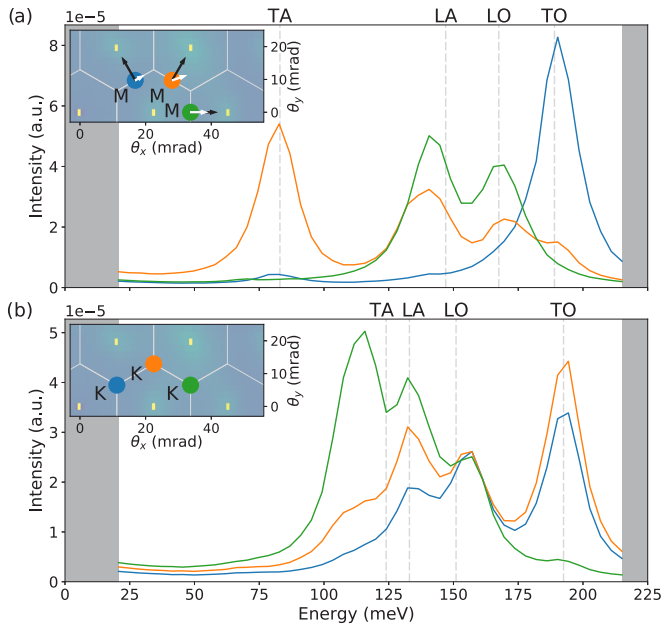 (a)
1e−5
TA
LA
LO
TO
8
6
4
2
0
Intensity (a.u.)
M
M
M
0
20
40
θx (mrad)
20
10
0
θy (mrad)
(b)
1e−5
TA
LA
LO
TO
5
4
3
2
1
0
Intensity (a.u.)
K
K
K
0
20
40
θx (mrad)
20
10
0
θy (mrad)
0
25
50
75
100
125
150
175
200
225
Energy (meV)